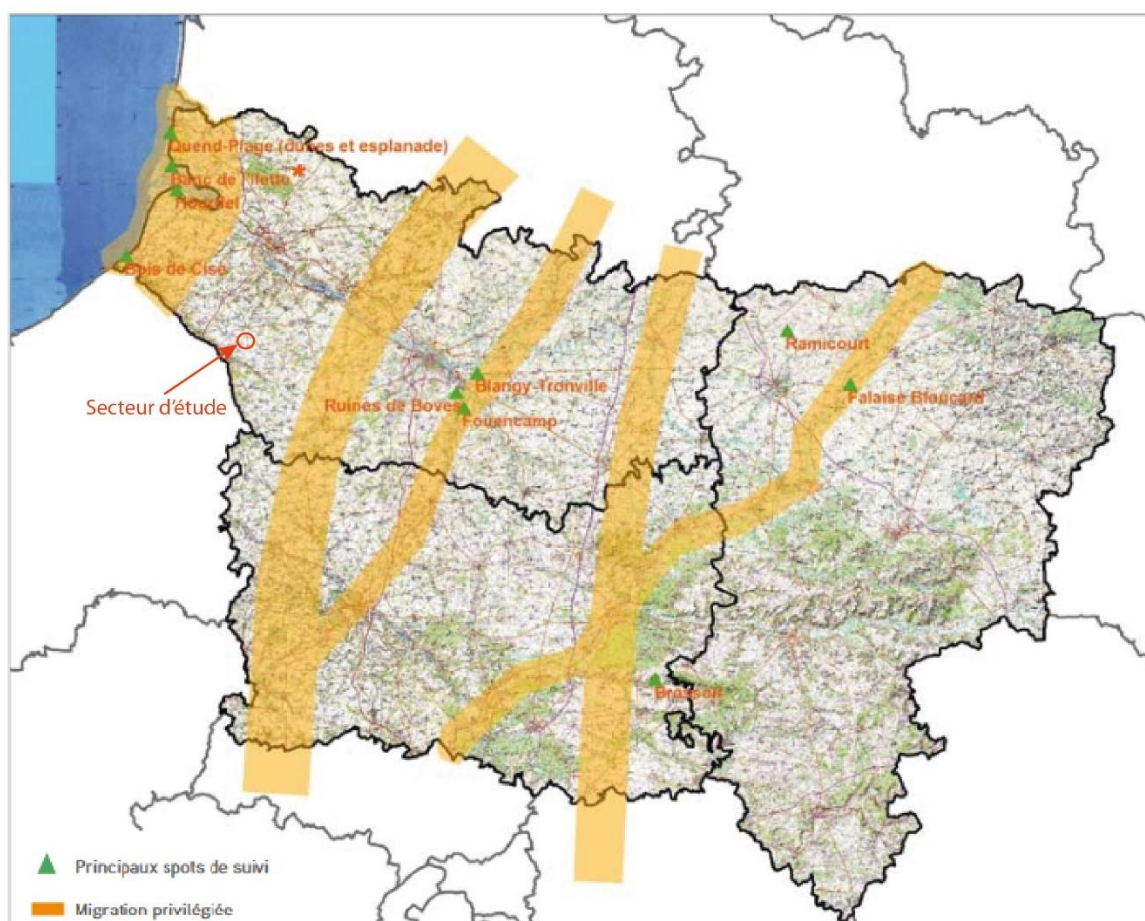 Quend-Plage (dunes et esplanade)
Banc de l'Ilette
Hourdel
Bois de Cise
Secteur d'étude
Blangy-Tronville
Ruines de Boves
Fouencamp
Ramicourt
Falaise Bloucard
Brassoir
Principaux spots de suivi
Migration privilégiée